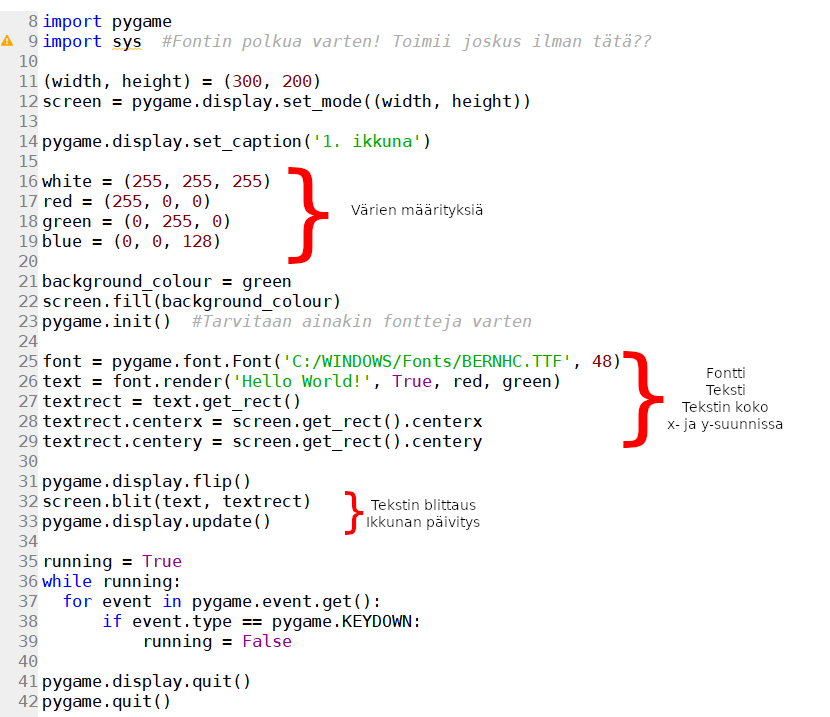 8 import pygame
9 import sys  #Fontin polkua varten! Toimii joskus ilman tätä??
10
11 (width, height) = (300, 200)
12 screen = pygame.display.set_mode((width, height))
13
14 pygame.display.set_caption('1. ikkuna')
15
16 white = (255, 255, 255)
17 red = (255, 0, 0)
18 green = (0, 255, 0)
19 blue = (0, 0, 128)
Värien määrityksiä
20
21 background_colour = green
22 screen.fill(background_colour)
23 pygame.init()  #Tarvitaan ainakin fontteja varten
24
25 font = pygame.font.Font('C:/WINDOWS/Fonts/BERNHC.TTF', 48)
26 text = font.render('Hello World!', True, red, green)
27 textrect = text.get_rect()
28 textrect.centerx = screen.get_rect().centerx
29 textrect.centery = screen.get_rect().centery
Fontti
Teksti
Tekstin koko
x- ja y-suunnissa
30
31 pygame.display.flip()
32 screen.blit(text, textrect)
33 pygame.display.update()
Tekstin blittaus
Ikkunan päivitys
34
35 running = True
36 while running:
37   for event in pygame.event.get():
38       if event.type == pygame.KEYDOWN:
39           running = False
40
41 pygame.display.quit()
42 pygame.quit()